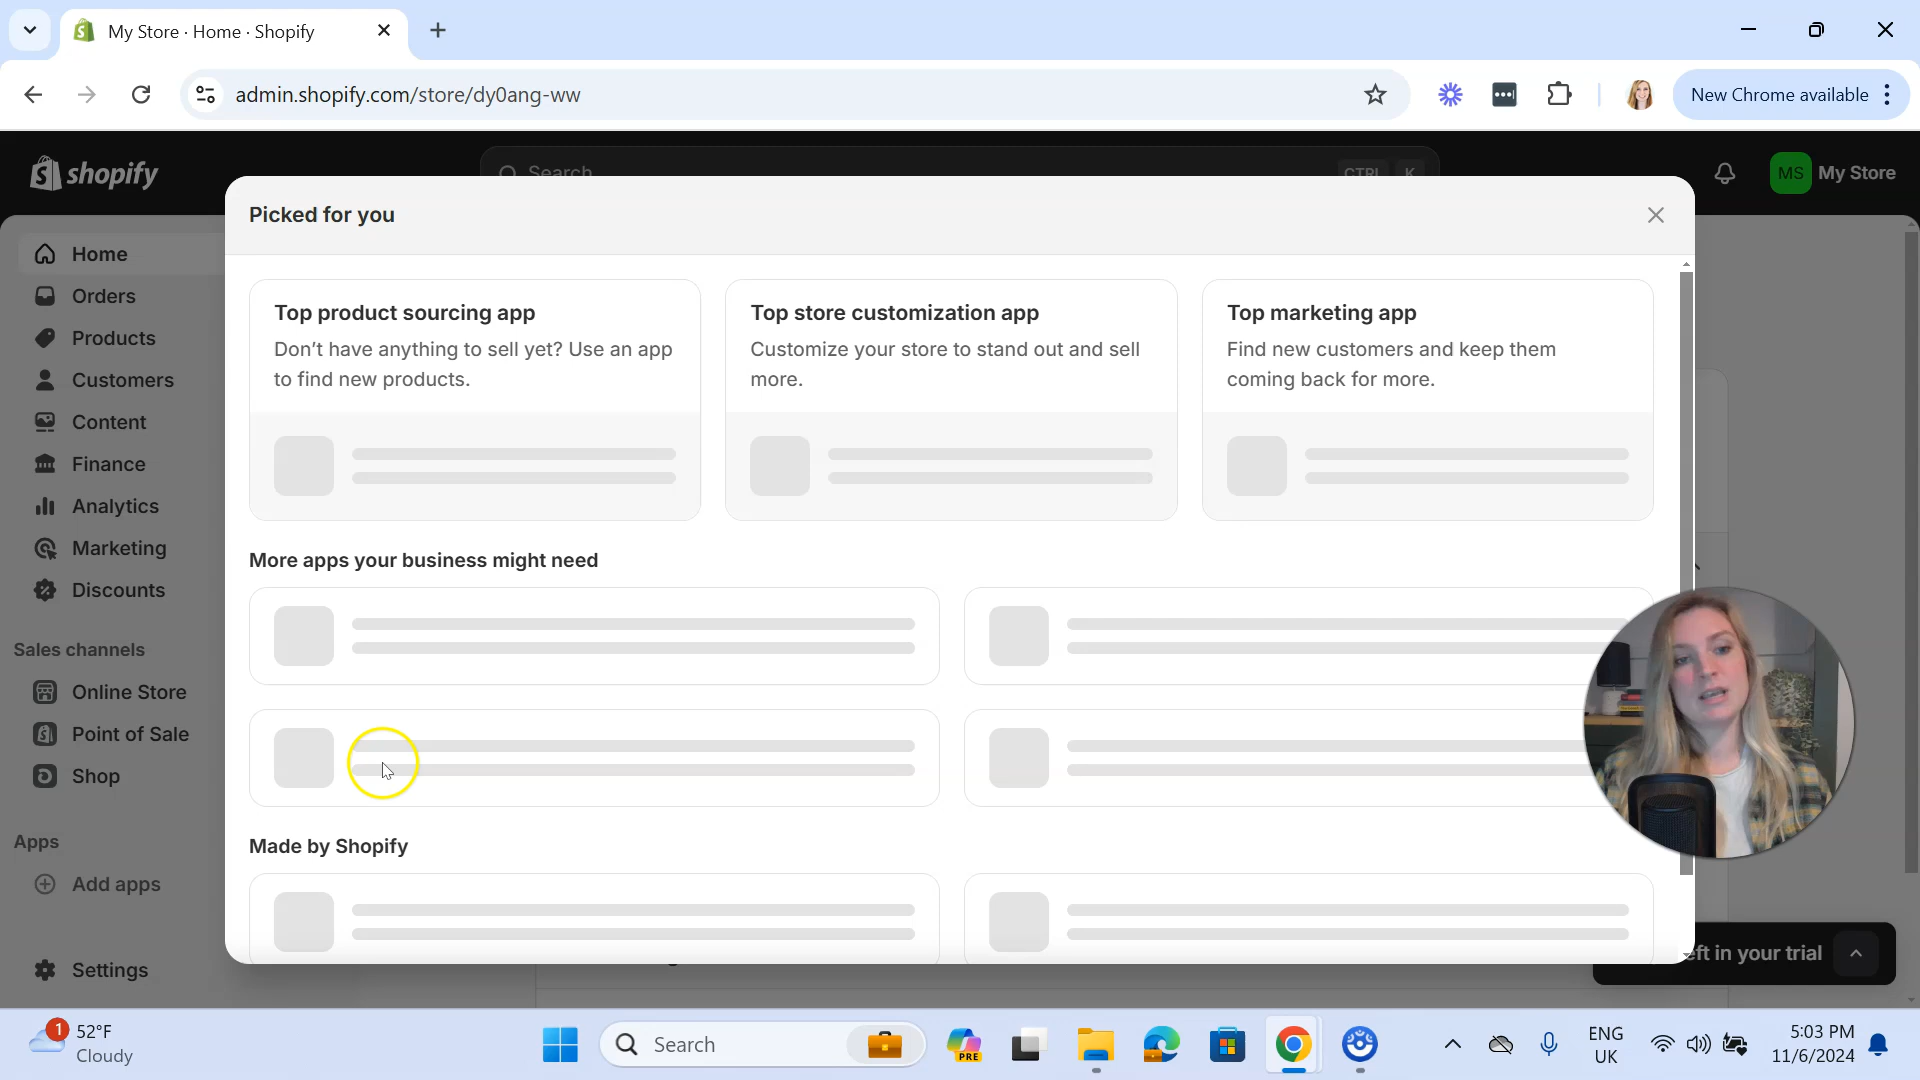 My Store · Home · Shopify
admin.shopify.com/store/dy0ang-ww
New Chrome available
shopify
Search
CTRL K
MS
My Store
Picked for you
Home
Orders
Products
Customers
Content
Finance
Analytics
Marketing
Discounts
Sales channels
Online Store
Point of Sale
Shop
Apps
Add apps
Settings
Top product sourcing app
Don't have anything to sell yet? Use an app
to find new products.
Top store customization app
Customize your store to stand out and sell
more.
Top marketing app
Find new customers and keep them
coming back for more.
More apps your business might need
Made by Shopify
left in your trial
1
52°F
Cloudy
Search
PRE
ENG
UK
5:03 PM
11/6/2024